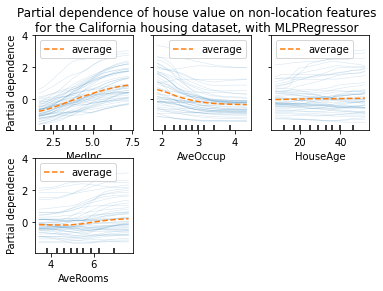 Partial dependence of house value on non-location features
for the California housing dataset, with MLPRegressor
Partial dependence
4
2
0
average
average
average
2.5
5.0
7.5
2
3
4
20
40
MedInc
AveOccup
HouseAge
Partial dependence
4
2
0
average
4
6
AveRooms